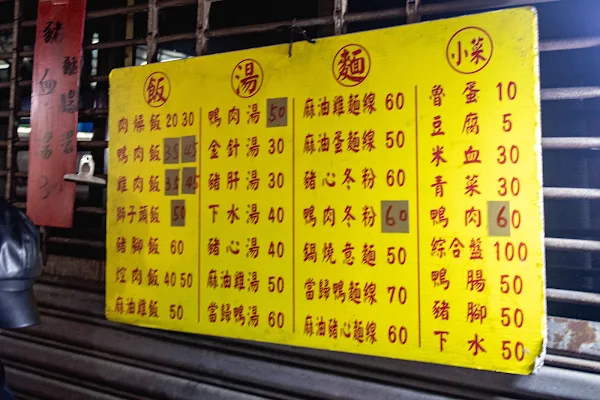 飯
肉燥飯 20 30
鴨肉飯 35 45
雞肉飯 35 45
獅子頭飯 50
豬腳飯 60
焢肉飯 40 50
麻油雞飯 50
湯
鴨肉湯 50
金針湯 30
豬肝湯 30
下水湯 40
豬心湯 40
麻油雞湯 50
當歸鴨湯 60
麵
麻油雞麵線 60
麻油蛋麵線 50
豬心冬粉 60
鴨肉冬粉 60
鍋燒意麵 50
當歸鴨麵線 70
麻油豬心麵線 60
小菜
魯蛋 10
豆腐 5
米血 30
青菜 30
鴨肉 60
綜合盤 100
鴨腸 50
豬腳 50
下水 50